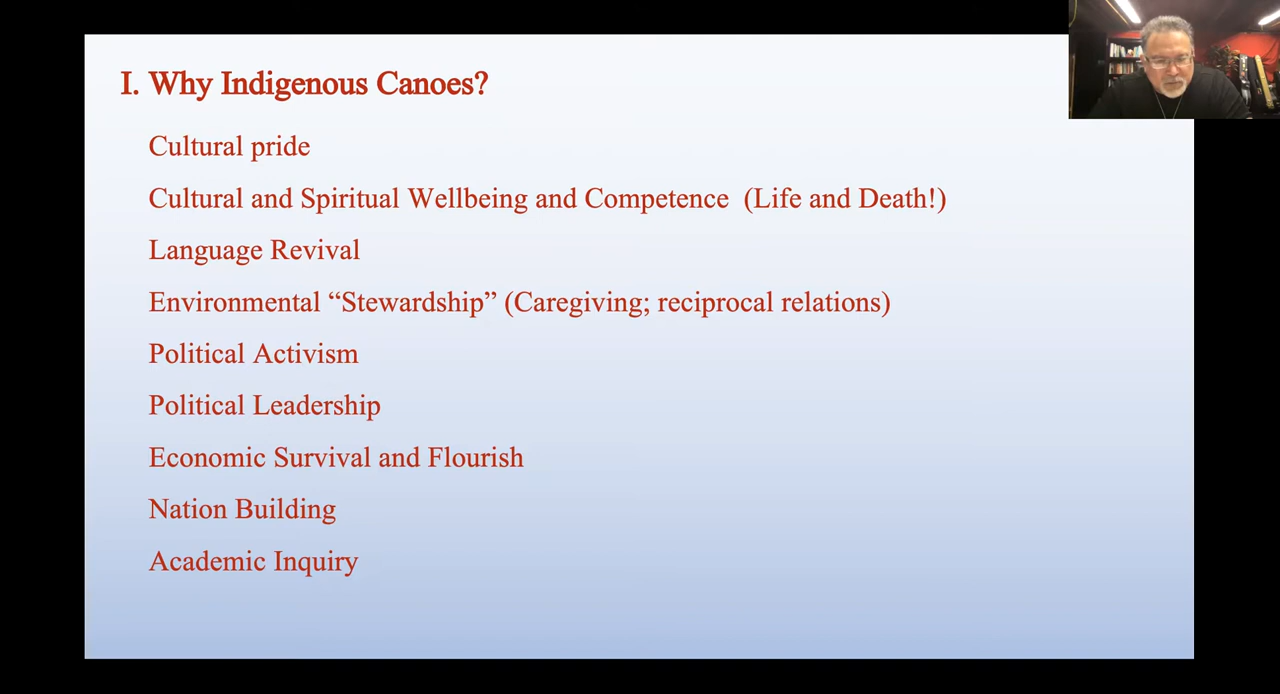 I. Why Indigenous Canoes?
Cultural pride
Cultural and Spiritual Wellbeing and Competence (Life and Death!)
Language Revival
Environmental “Stewardship” (Caregiving; reciprocal relations)
Political Activism
Political Leadership
Economic Survival and Flourish
Nation Building
Academic Inquiry